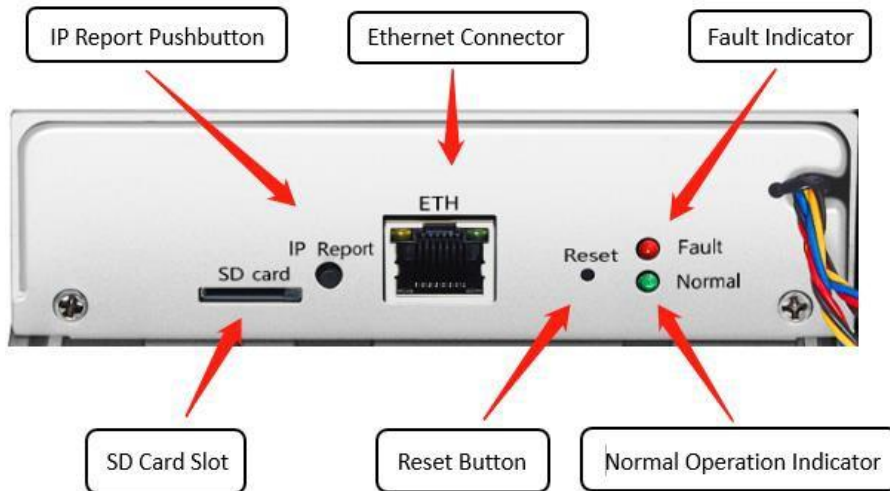 IP Report Pushbutton
Ethernet Connector
Fault Indicator
ETH
IP Report
Reset
Fault
SD card
Normal
SD Card Slot
Reset Button
Normal Operation Indicator